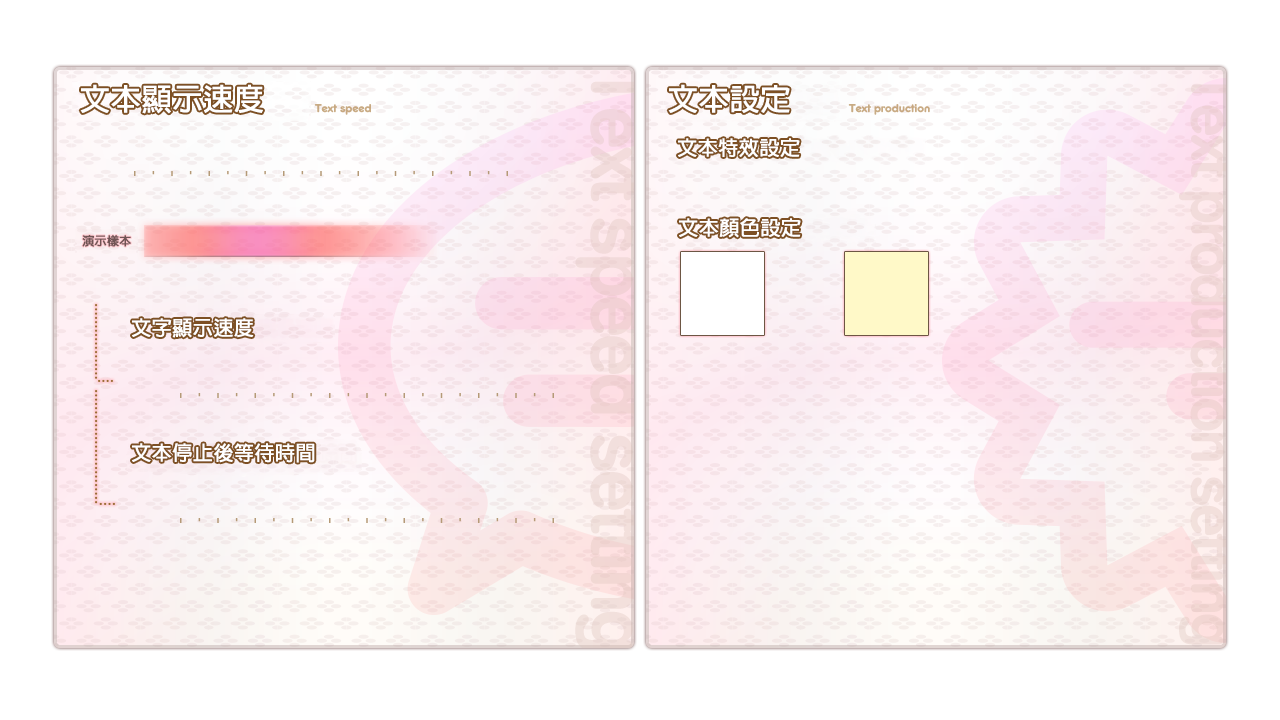 文本顯示速度
Text speed
演示樣本
文字顯示速度
文本停止後等待時間
Text speed setting
文本設定
Text production
文本特效設定
文本顏色設定
Text production setting